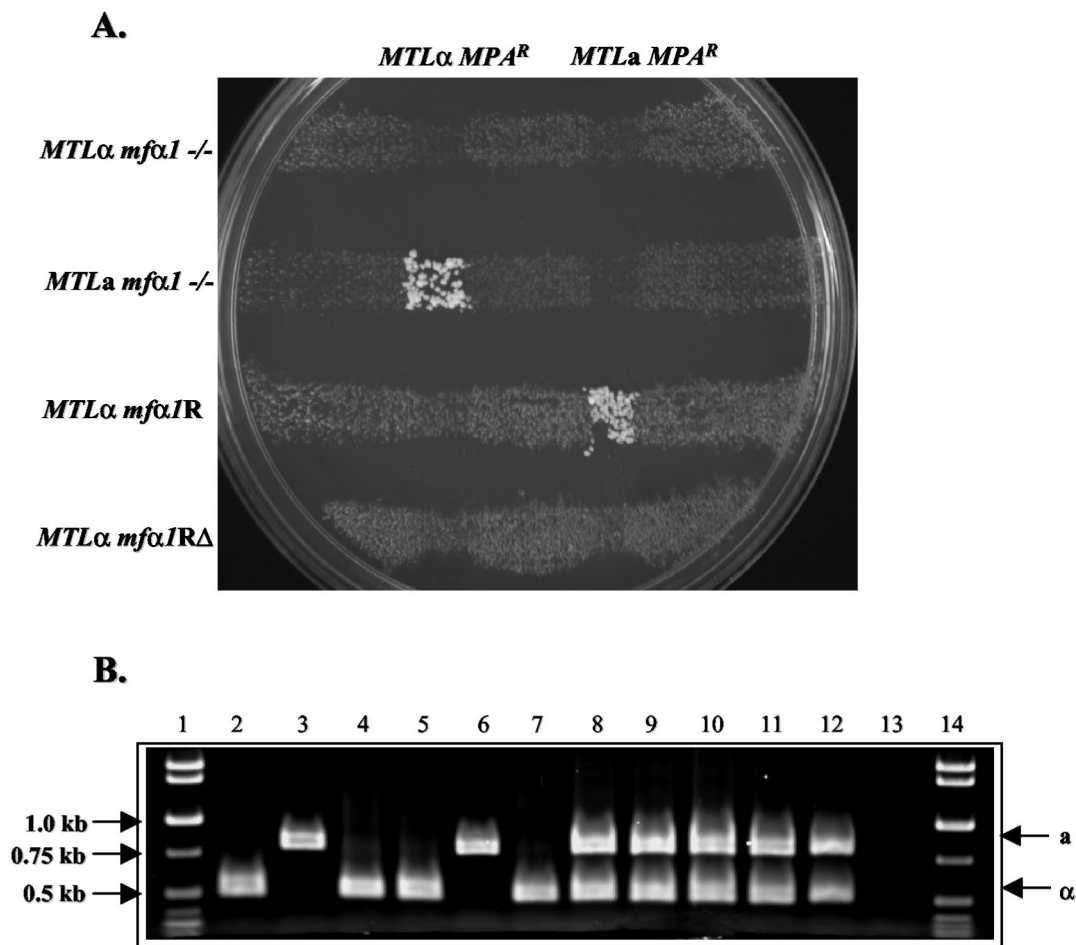 A.
MTLα MPAᴿ MTLa MPAᴿ
MTLα mfα1 -/-
MTLa mfα1 -/-
MTLα mfα1R
MTLα mfα1RΔ
B.
1 2 3 4 5 6 7 8 9 10 11 12 13 14
1.0 kb
a
0.75 kb
0.5 kb
α